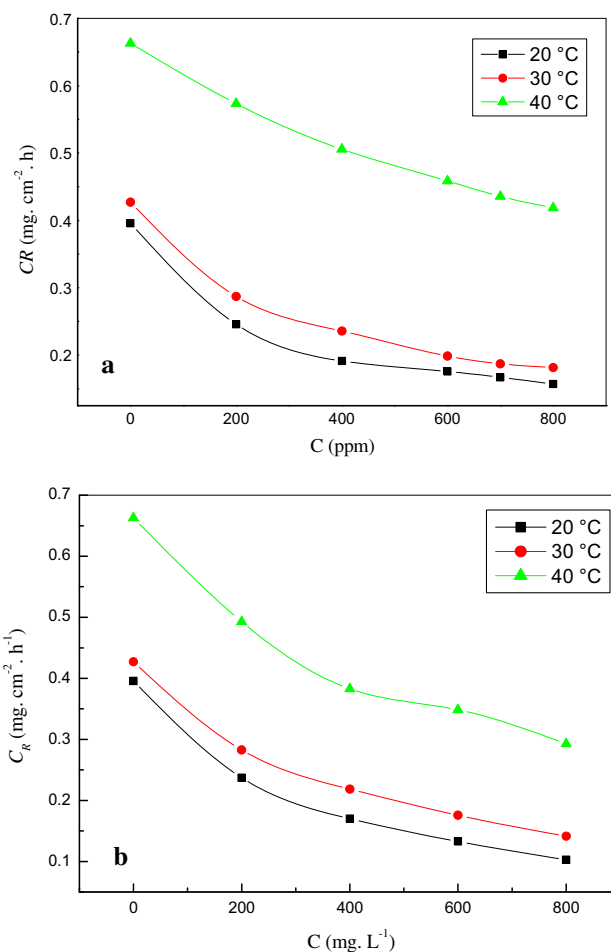 0.7
0.6
0.5
0.4
0.3
0.2
CR (mg. cm-2. h)
20 °C
30 °C
40 °C
a
0 200 400 600 800
C (ppm)
0.7
0.6
0.5
0.4
0.3
0.2
0.1
CR (mg. cm-2. h-1)
20 °C
30 °C
40 °C
b
0 200 400 600 800
C (mg. L-1)